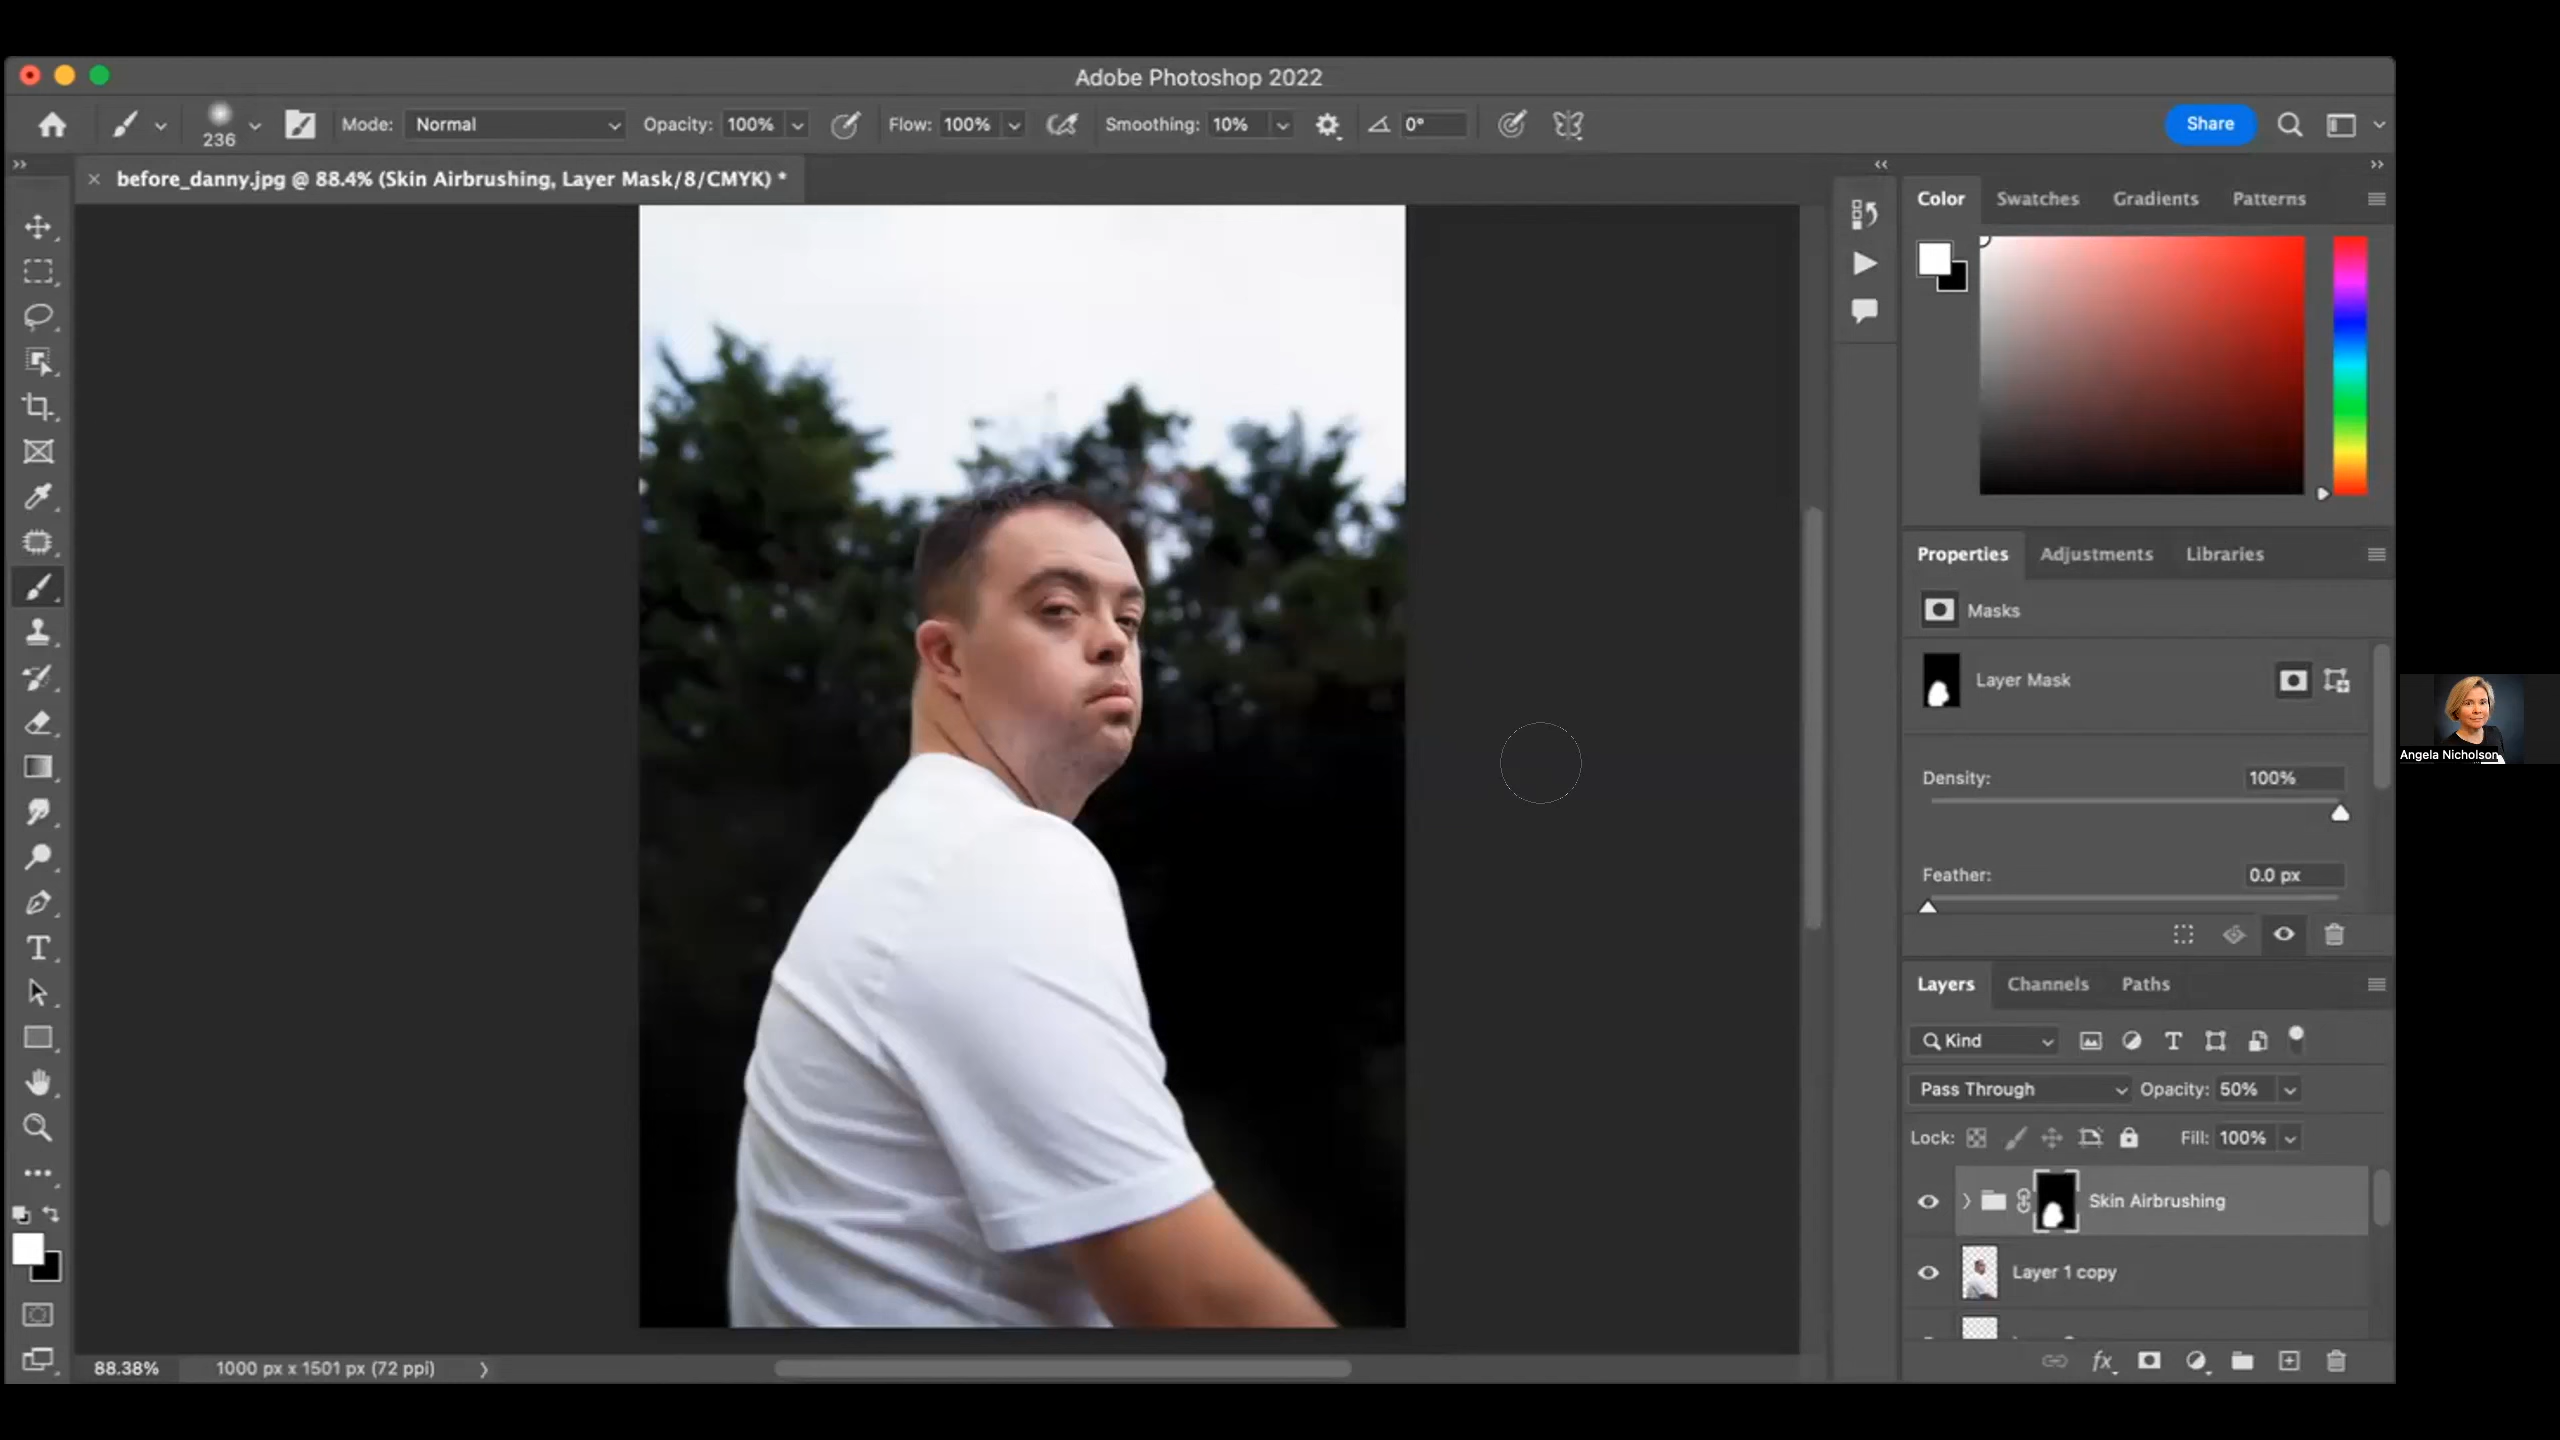 Adobe Photoshop 2022
236
Mode: Normal Opacity: 100% Flow: 100% Smoothing: 10% 0° Share
before_danny.jpg @ 88.4% (Skin Airbrushing, Layer Mask/8/CMYK) *
Color Swatches Gradients Patterns
Properties Adjustments Libraries
Masks
Layer Mask
Density: 100%
Feather: 0.0 px
Layers Channels Paths
Kind
Pass Through Opacity: 50%
Lock: Fill: 100%
Skin Airbrushing
Layer 1 copy
88.38% 1000 px x 1501 px (72 ppi)
Angela Nicholson